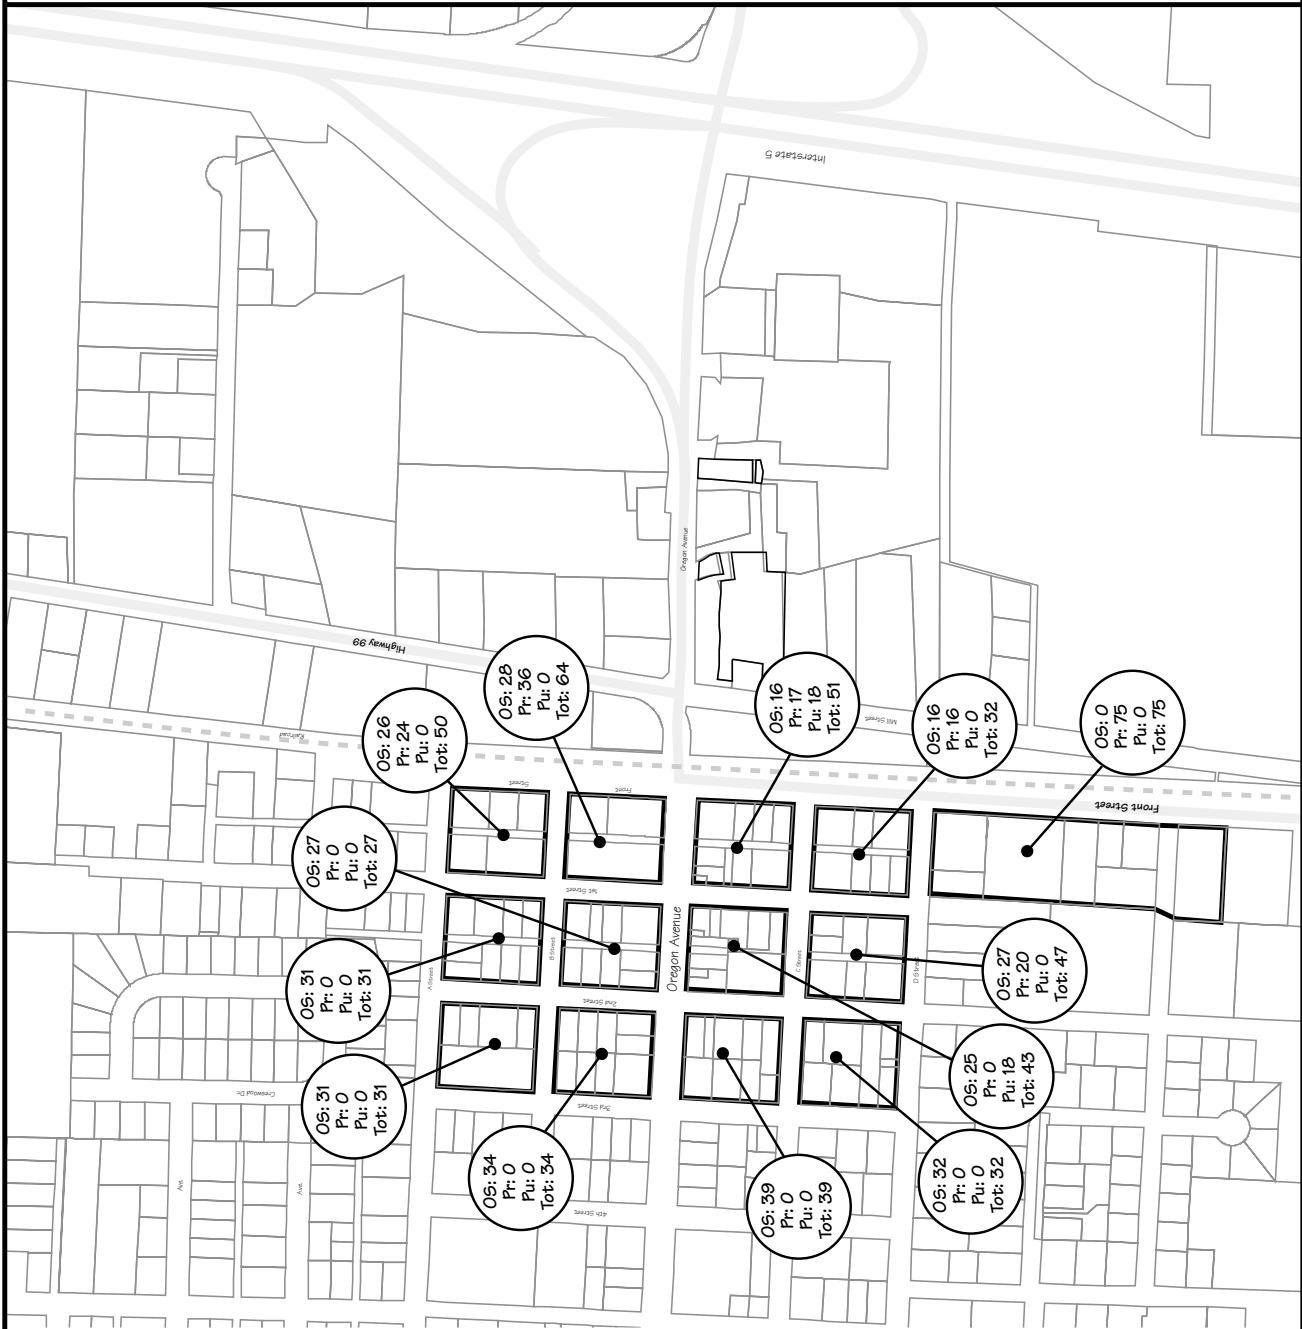 Interstate 5
Oregon Avenue
Highway 99
Railroad
Mill Street
OS: 28
Pr: 36
Pu: 0
Tot: 64
OS: 26
Pr: 24
Pu: 0
Tot: 50
OS: 16
Pr: 17
Pu: 18
Tot: 51
OS: 16
Pr: 16
Pu: 0
Tot: 32
OS: 0
Pr: 75
Pu: 0
Tot: 75
Street
Front
Front Street
OS: 27
Pr: 0
Pu: 0
Tot: 27
1st Street
Oregon Avenue
A Street
B Street
C Street
D Street
OS: 31
Pr: 0
Pu: 0
Tot: 31
OS: 27
Pr: 20
Pu: 0
Tot: 47
2nd Street
OS: 31
Pr: 0
Pu: 0
Tot: 31
OS: 25
Pr: 0
Pu: 18
Tot: 43
Creswood Dr.
3rd Street
OS: 34
Pr: 0
Pu: 0
Tot: 34
OS: 39
Pr: 0
Pu: 0
Tot: 39
OS: 32
Pr: 0
Pu: 0
Tot: 32
Ave.
Ave.
4th Street